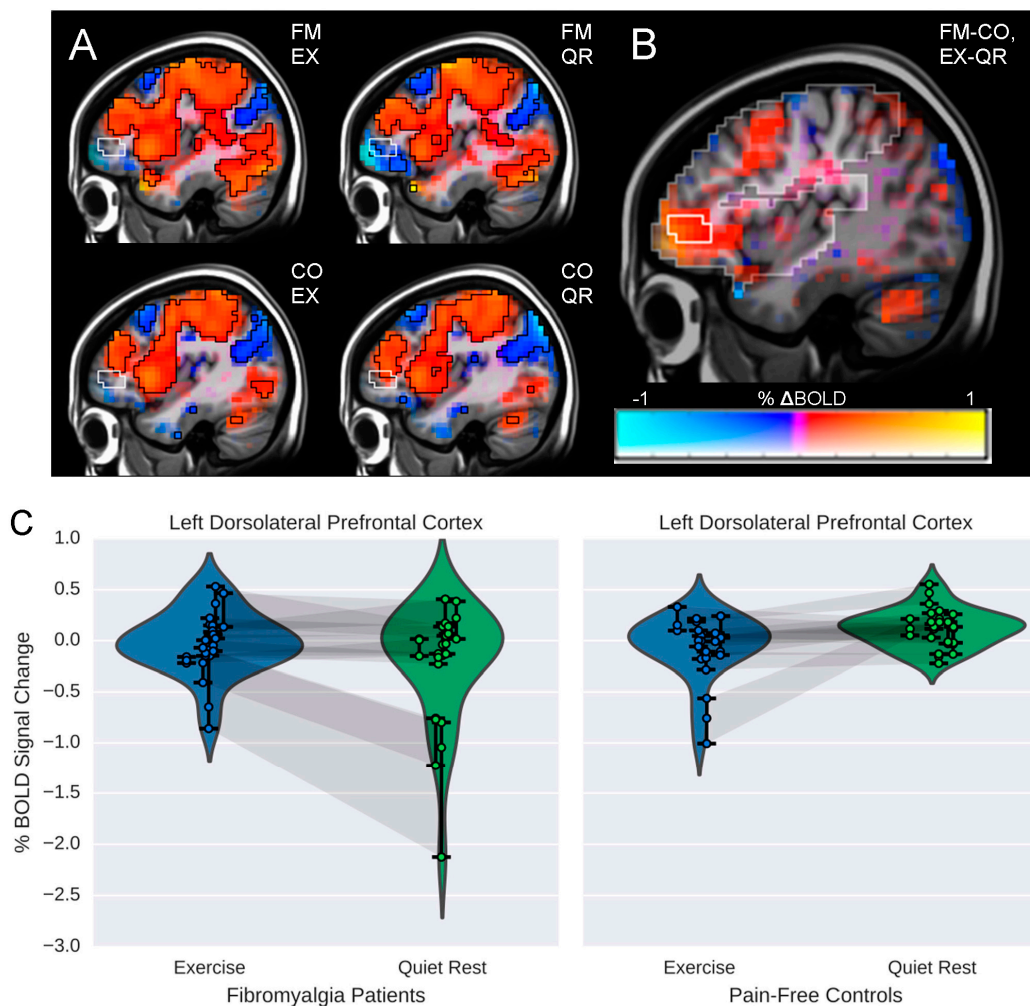 A
FM
EX
FM
QR
CO
EX
CO
QR
B
FM-CO,
EX-QR
-1
% ΔBOLD
1
C
Left Dorsolateral Prefrontal Cortex
Left Dorsolateral Prefrontal Cortex
% BOLD Signal Change
1.0
0.5
0.0
−0.5
−1.0
−1.5
−2.0
−2.5
−3.0
Exercise
Quiet Rest
Fibromyalgia Patients
Exercise
Quiet Rest
Pain-Free Controls